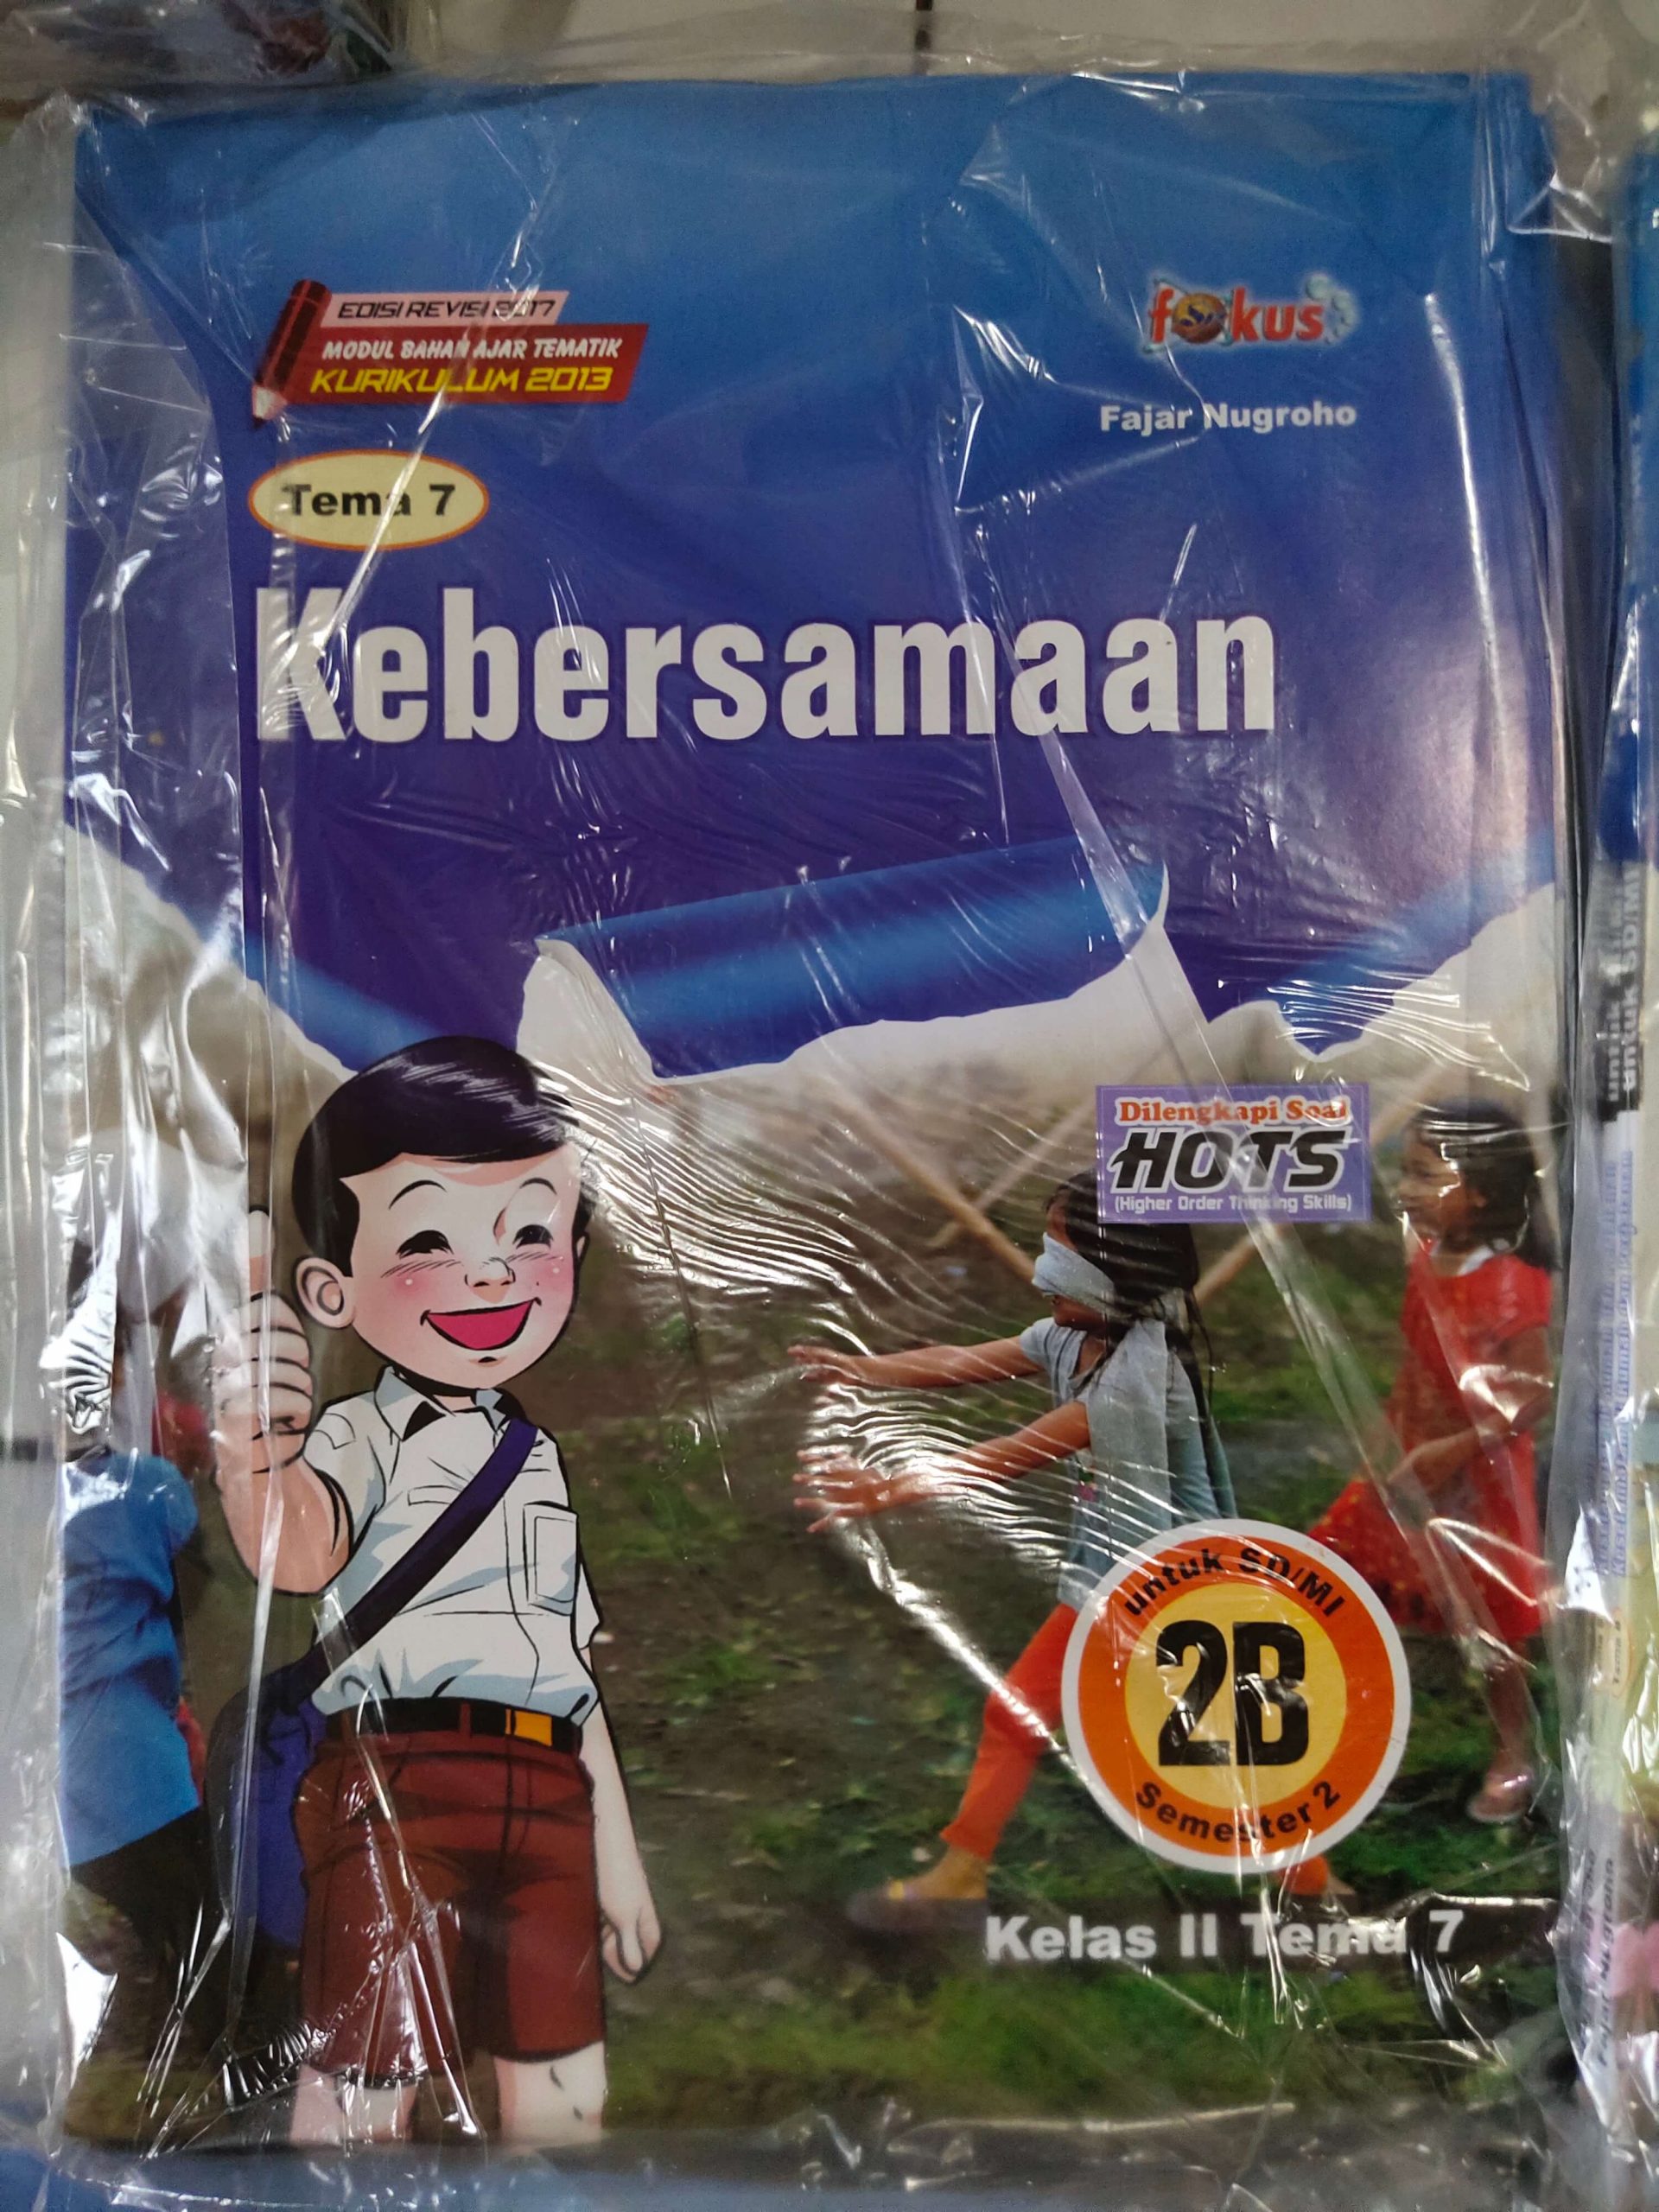 EDISI REVISI 2017
MODUL BAHAN AJAR TEMATIK
KURIKULUM 2013
fokus
Fajar Nugroho
Tema 7
Kebersamaan
Dilengkapi Soal
HOTS
(Higher Order Thinking Skills)
untuk SD/MI
2B
Semester 2
Kelas II Tema 7